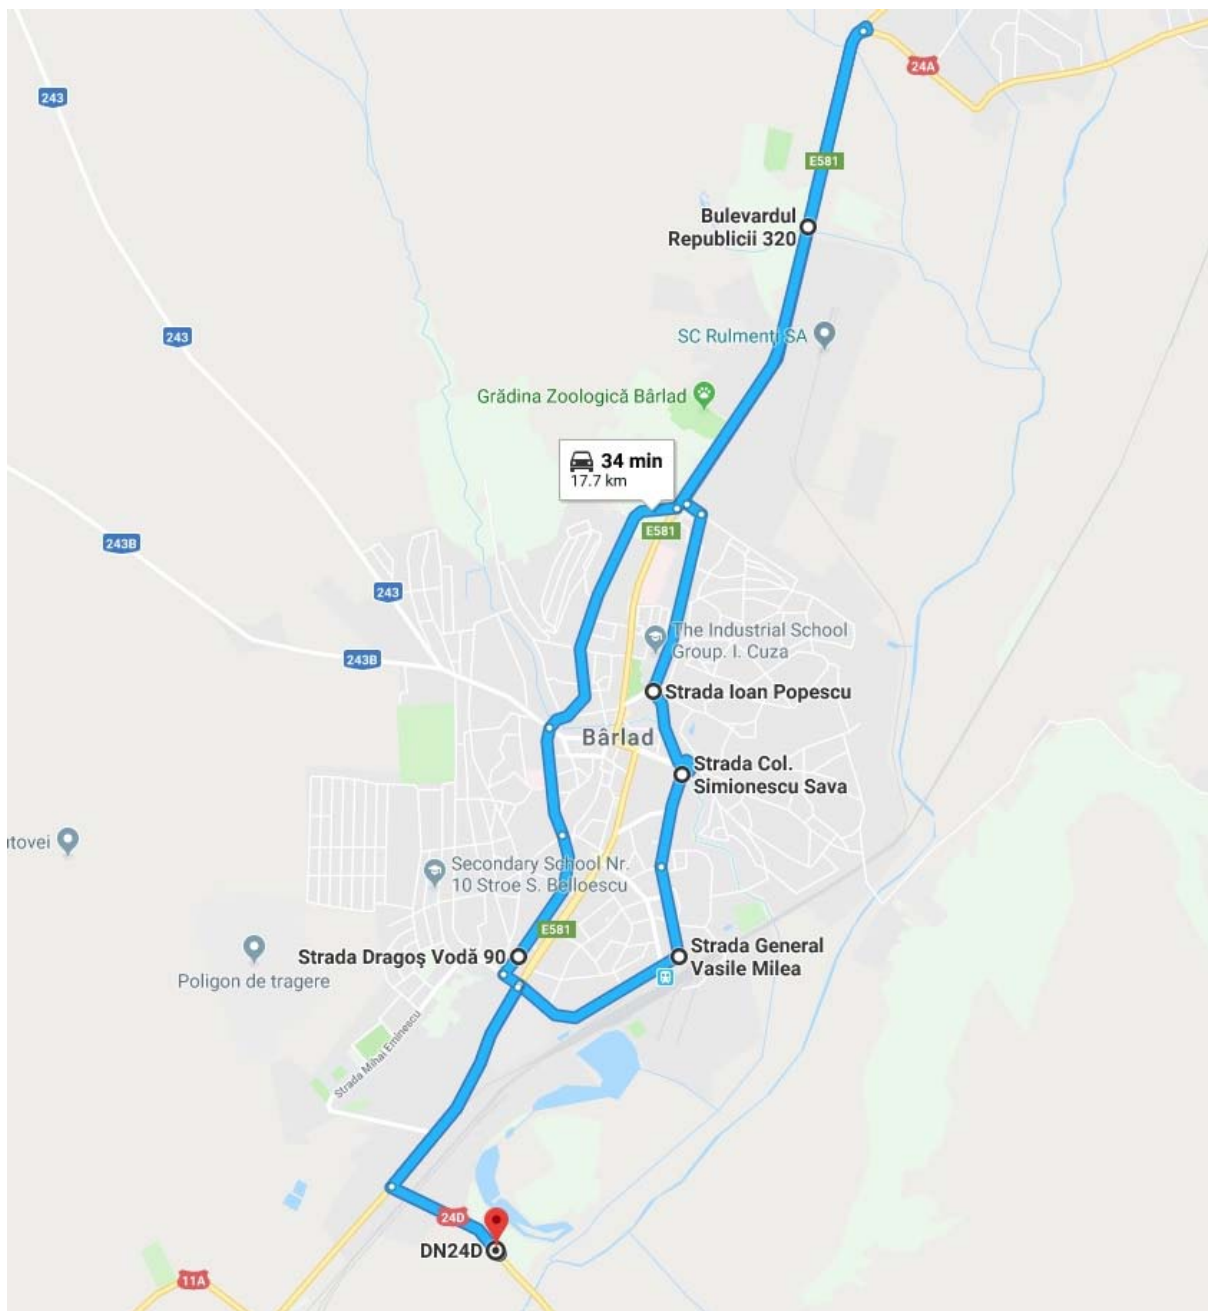 243
24A
E581
Bulevardul
Republicii 320
SC Rulmenți SA
243
Grădina Zoologică Bârlad
34 min
17.7 km
E581
243B
243
The Industrial School
Group. I. Cuza
243B
Strada Ioan Popescu
Bârlad
Strada Col.
Simionescu Sava
utovei
Secondary School Nr.
10 Stroe S. Belloescu
E581
Strada Dragoş Vodă 90
Strada General
Vasile Milea
Poligon de tragere
Strada Mihai Eminescu
24D
DN24D
11A